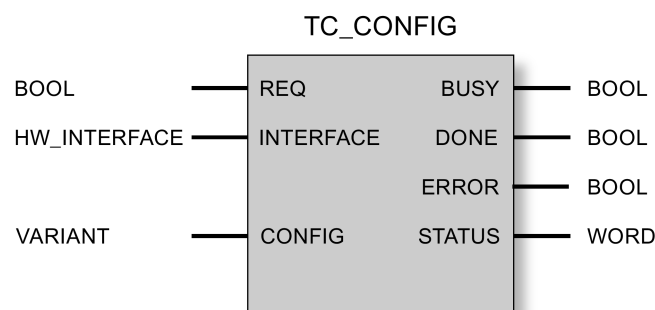 TC_CONFIG
BOOL REQ BUSY BOOL
HW_INTERFACE INTERFACE DONE BOOL
ERROR BOOL
VARIANT CONFIG STATUS WORD